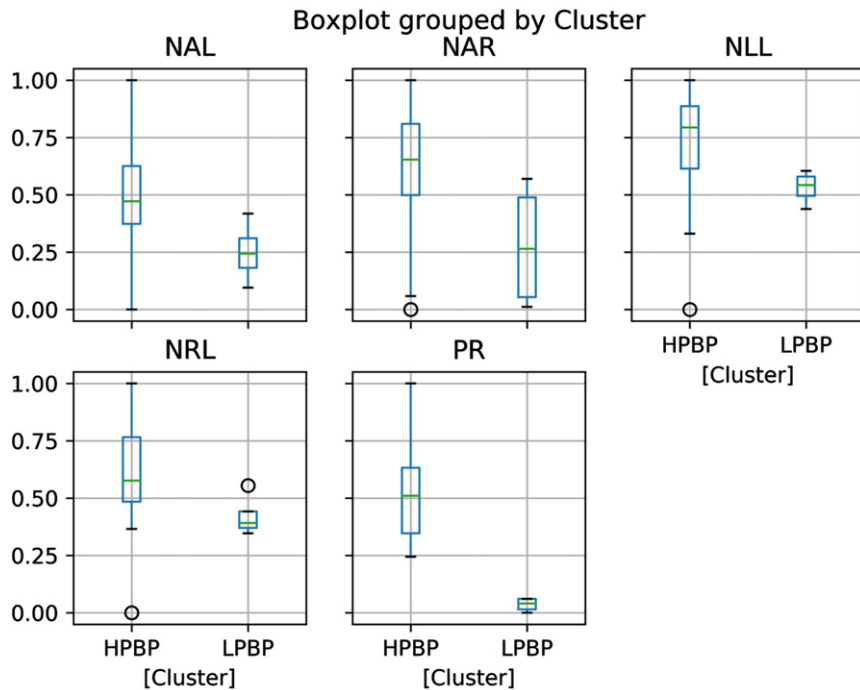 Boxplot grouped by Cluster
NAL NAR NLL
1.00
0.75
0.50
0.25
0.00
HPBP LPBP
[Cluster]
NRL PR
1.00
0.75
0.50
0.25
0.00
HPBP LPBP HPBP LPBP
[Cluster] [Cluster]